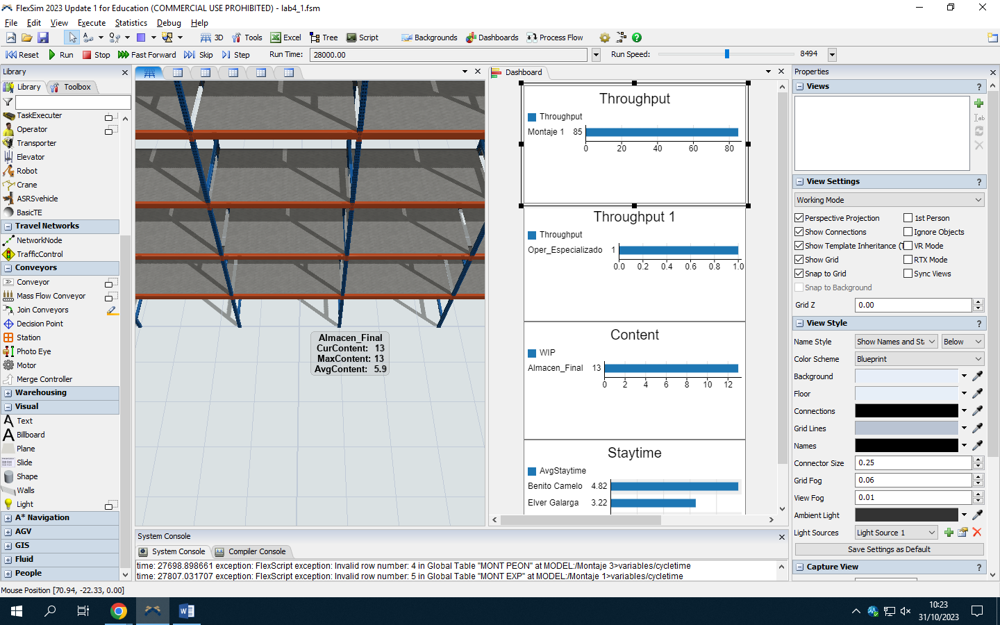 FlexSim 2023 Update 1 for Education (COMMERCIAL USE PROHIBITED) - lab4_1.fsm
File Edit View Execute Statistics Debug Help
3D Tools Excel Tree Script Backgrounds Dashboards Process Flow
Reset Run Stop Fast Forward Skip Step Run Time: 28000.00 Run Speed: 8494
Library
Library Toolbox
TaskExecuter
Operator
Transporter
Elevator
Robot
Crane
ASRSvehicle
BasicTE
Travel Networks
NetworkNode
TrafficControl
Conveyors
Conveyor
Mass Flow Conveyor
Join Conveyors
Decision Point
Station
Photo Eye
Motor
Merge Controller
Warehousing
Visual
Text
Billboard
Plane
Slide
Shape
Walls
Light
A* Navigation
AGV
GIS
Fluid
People
Almacen_Final
CurContent: 13
MaxContent: 13
AvgContent: 5.9
Dashboard
Throughput
Throughput
Montaje 1 85
0 20 40 60 80
Throughput 1
Throughput
Oper_Especializado 1
0.0 0.2 0.4 0.6 0.8 1.0
Content
WIP
Almacen_Final 13
0 2 4 6 8 10 12
Staytime
AvgStaytime
Benito Camelo 4.82
Elver Galarga 3.22
System Console
System Console Compiler Console
time: 27698.898661 exception: FlexScript exception: Invalid row number: 4 in Global Table "MONT PEON" at MODEL:/Montaje 3>variables/cycletime
time: 27807.031707 exception: FlexScript exception: Invalid row number: 5 in Global Table "MONT EXP" at MODEL:/Montaje 1>variables/cycletime
Properties
Views ?
View Settings ?
Working Mode
Perspective Projection 1st Person
Show Connections Ignore Objects
Show Template Inheritance (T VR Mode
Show Grid RTX Mode
Snap to Grid Sync Views
Snap to Background
Grid Z 0.00
View Style ?
Name Style Show Names and St Below
Color Scheme Blueprint
Background
Floor
Connections
Grid Lines
Names
Connector Size 0.25
Grid Fog 0.06
View Fog 0.01
Ambient Light
Light Sources Light Source 1
Save Settings as Default
Capture View ?
Mouse Position [70.94, -22.33, 0.00]
10:23
31/10/2023